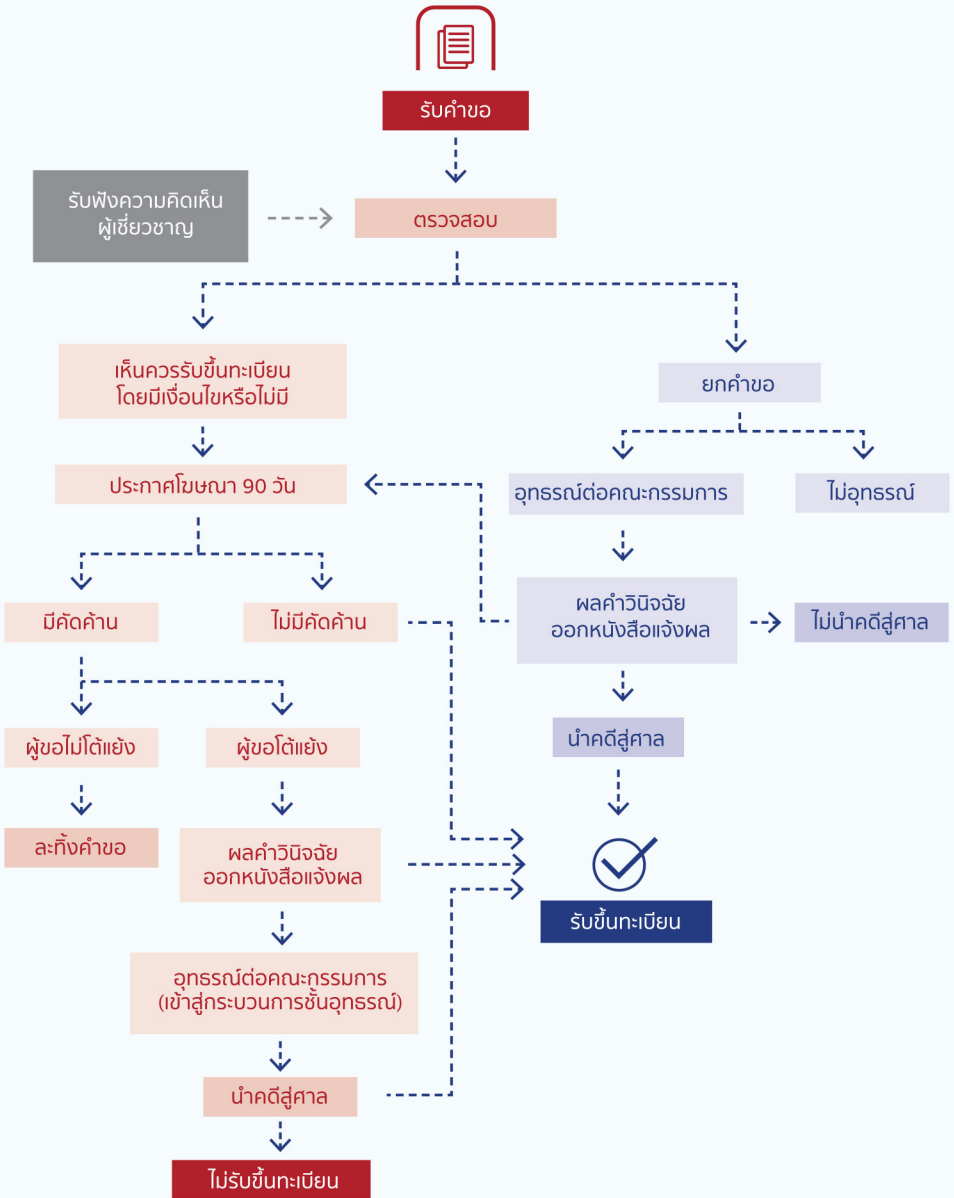 รับคำขอ
รับฟังความคิดเห็น
ผู้เชี่ยวชาญ
ตรวจสอบ
เห็นควรรับขึ้นทะเบียน
โดยมีเงื่อนไขหรือไม่มี
ยกคำขอ
ประกาศโฆษณา 90 วัน
อุทธรณ์ต่อคณะกรรมการ
ไม่อุทธรณ์
มีคัดค้าน
ไม่มีคัดค้าน
ผลคำวินิจฉัย
ออกหนังสือแจ้งผล
ไม่นำคดีสู่ศาล
ผู้ขอไม่โต้แย้ง
ผู้ขอโต้แย้ง
นำคดีสู่ศาล
ละทิ้งคำขอ
ผลคำวินิจฉัย
ออกหนังสือแจ้งผล
รับขึ้นทะเบียน
อุทธรณ์ต่อคณะกรรมการ
(เข้าสู่กระบวนการชั้นอุทธรณ์)
นำคดีสู่ศาล
ไม่รับขึ้นทะเบียน